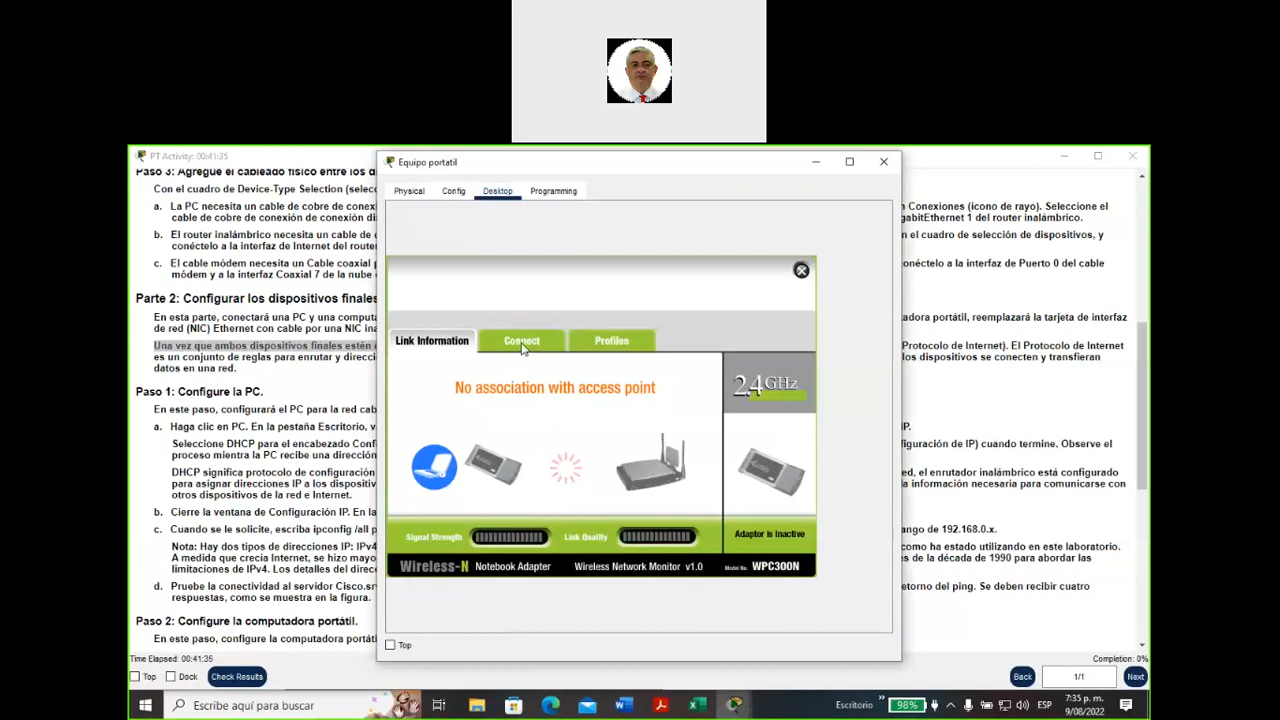 PT Activity: 00:41:35
Paso 3: Agregue el cableado físico entre los di
Con el cuadro de Device-Type Selection (selec
n Conexiones (icono de rayo). Seleccione el
a. La PC necesita un cable de cobre de conex
cable de cobre de conexión de conexión di
gabitEthernet 1 del router inalámbrico.
b. El router inalámbrico necesita un cable de c
en el cuadro de selección de dispositivos, y
conéctelo a la interfaz de Internet del router
c. El cable módem necesita un Cable coaxial p
conéctelo a la interfaz de Puerto 0 del cable
módem y a la interfaz Coaxial 7 de la nube
Parte 2: Configurar los dispositivos finales
En esta parte, conectará una PC y una computa
adora portátil, reemplazará la tarjeta de interfaz
de red (NIC) Ethernet con cable por una NIC ina
Una vez que ambos dispositivos finales estén c
Protocolo de Internet). El Protocolo de Internet
es un conjunto de reglas para enrutar y direcci
los dispositivos se conecten y transfieran
datos en una red.
Paso 1: Configure la PC.
En este paso, configurará el PC para la red cab
a. Haga clic en PC. En la pestaña Escritorio, v
IP.
Seleccione DHCP para el encabezado Conf
figuración de IP) cuando termine. Observe el
proceso mientra la PC recibe una dirección
DHCP significa protocolo de configuración
red, el enrutador inalámbrico está configurado
para asignar direcciones IP a los dispositivo
la información necesaria para comunicarse con
otros dispositivos de la red e Internet.
b. Cierre la ventana de Configuración IP. En la
c. Cuando se le solicite, escriba ipconfig /all p
ango de 192.168.0.x.
Nota: Hay dos tipos de direcciones IP: IPv4
como ha estado utilizando en este laboratorio.
A medida que crecía Internet, se hizo mayo
s de la década de 1990 para abordar las
limitaciones de IPv4. Los detalles del direc
d. Pruebe la conectividad al servidor Cisco.sr
etorno del ping. Se deben recibir cuatro
respuestas, como se muestra en la figura.
Paso 2: Configure la computadora portátil.
En este paso, configure la computadora portáti
Time Elapsed: 00:41:35
Completion: 0%
Top
Dock
Check Results
Back
1/1
Next
Equipo portatil
Physical
Config
Desktop
Programming
Link Information
Connect
Profiles
No association with access point
2.4GHz
Signal Strength
Link Quality
Adaptor is Inactive
Wireless-N Notebook Adapter
Wireless Network Monitor v1.0
Model No. WPC300N
Top
Escribe aquí para buscar
Escritorio
98%
ESP
7:35 p. m.
9/08/2022